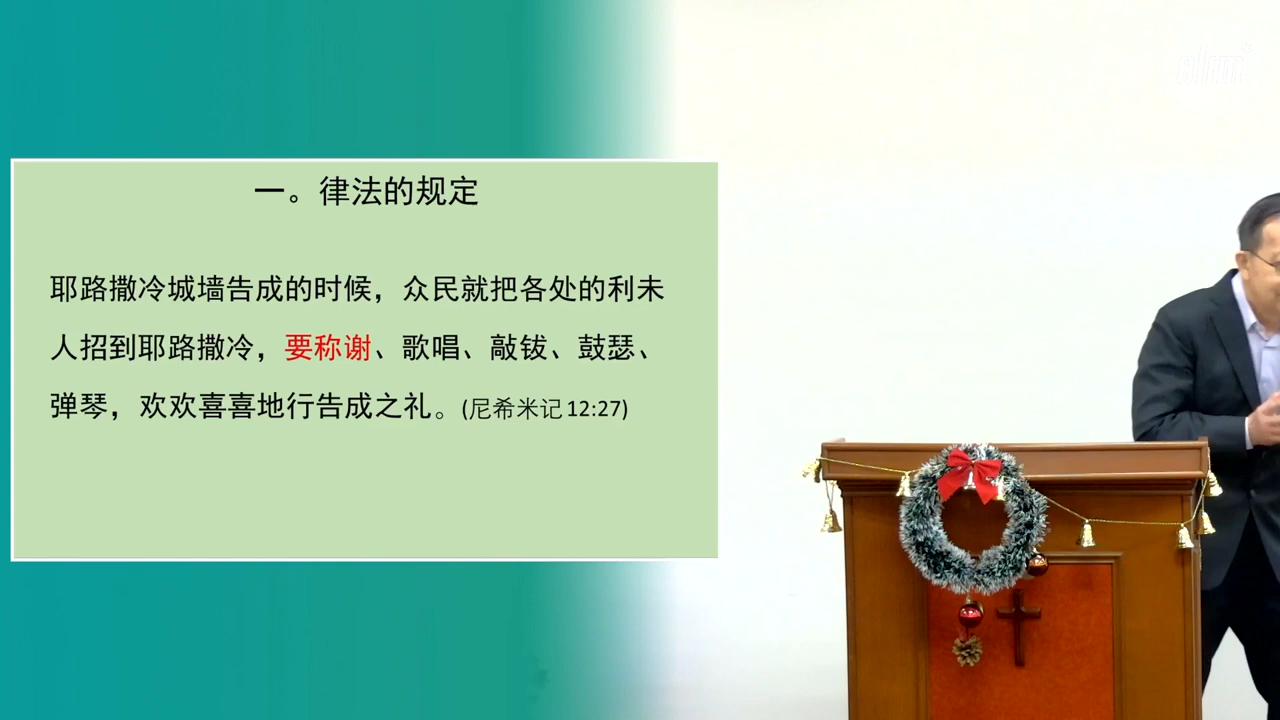 一。律法的规定
耶路撒冷城墙告成的时候，众民就把各处的利未
人招到耶路撒冷，要称谢、歌唱、敲钹、鼓瑟、
弹琴，欢欢喜喜地行告成之礼。(尼希米记 12:27)